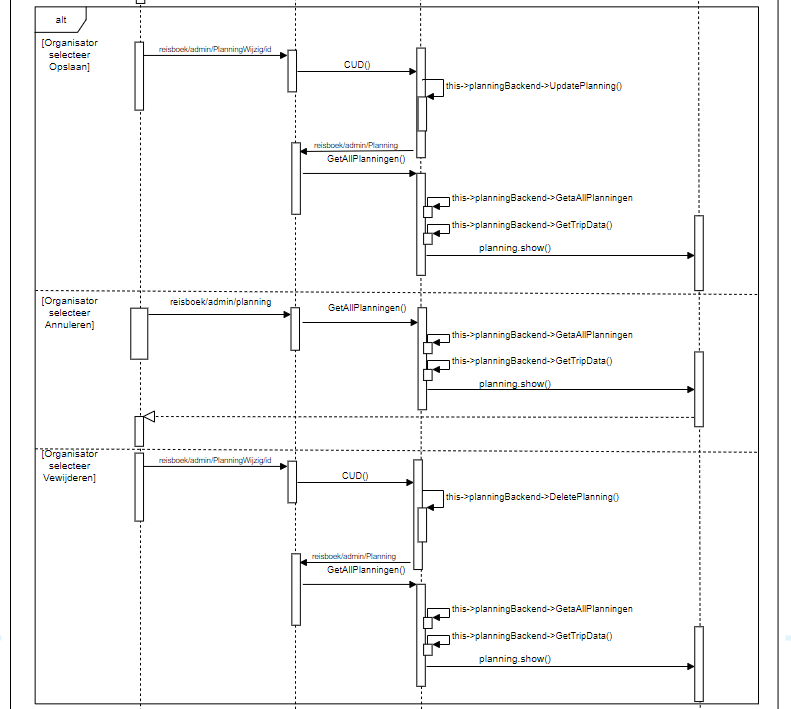 alt
[Organisator
selecteer
Opslaan]
reisboek/admin/PlanningWijzig/id
CUD()
this->planningBackend->UpdatePlanning()
reisboek/admin/Planning
GetAllPlanningen()
this->planningBackend->GetaAllPlanningen
this->planningBackend->GetTripData()
planning.show()
[Organisator
selecteer
Annuleren]
reisboek/admin/planning
GetAllPlanningen()
this->planningBackend->GetaAllPlanningen
this->planningBackend->GetTripData()
planning.show()
[Organisator
selecteer
Vewijderen]
reisboek/admin/PlanningWijzig/id
CUD()
this->planningBackend->DeletePlanning()
reisboek/admin/Planning
GetAllPlanningen()
this->planningBackend->GetaAllPlanningen
this->planningBackend->GetTripData()
planning.show()